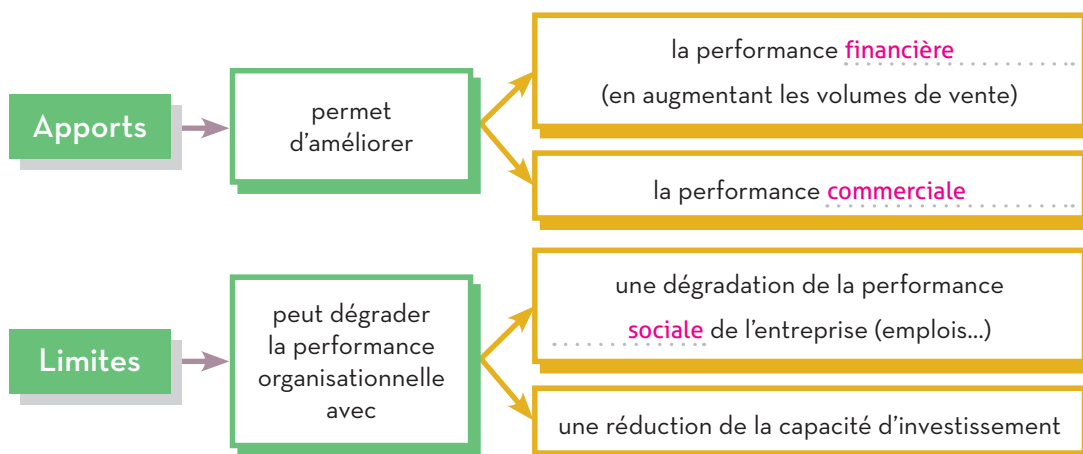 Apports
permet
d'améliorer
la performance financière
(en augmentant les volumes de vente)
la performance commerciale
Limites
peut dégrader
la performance
organisationnelle
avec
une dégradation de la performance
sociale de l'entreprise (emplois...)
une réduction de la capacité d'investissement